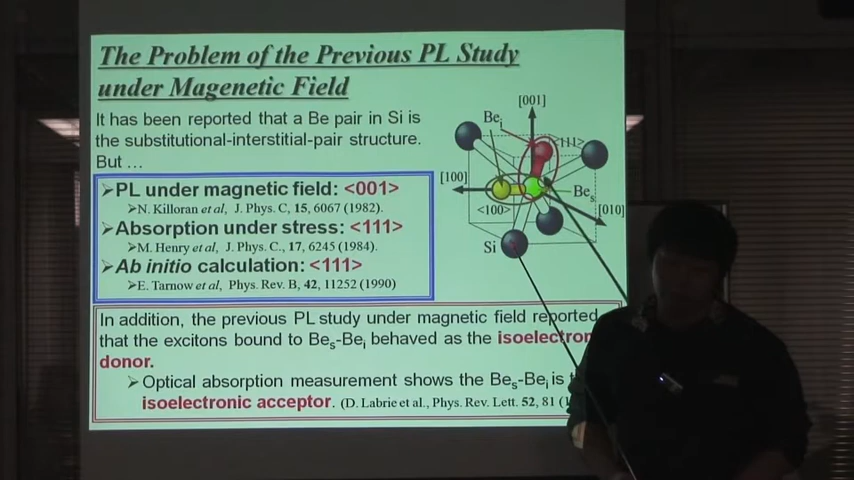 The Problem of the Previous PL Study
under Magenetic Field
It has been reported that a Be pair in Si is
the substitutional-interstitial-pair structure.
But …
➢PL under magnetic field: <001>
➢N. Killoran et al, J. Phys. C, 15, 6067 (1982).
➢Absorption under stress: <111>
➢M. Henry et al, J. Phys. C., 17, 6245 (1984).
➢Ab initio calculation: <111>
➢E. Tarnow et al, Phys. Rev. B, 42, 11252 (1990)
[001]
Bei
<111>
[100]
Bes
<100>
[010]
Si
In addition, the previous PL study under magnetic field reported
that the excitons bound to Bes-Bei behaved as the isoelectron
donor.
➢ Optical absorption measurement shows the Bes-Bei is
isoelectronic acceptor. (D. Labrie et al., Phys. Rev. Lett. 52, 81 (1